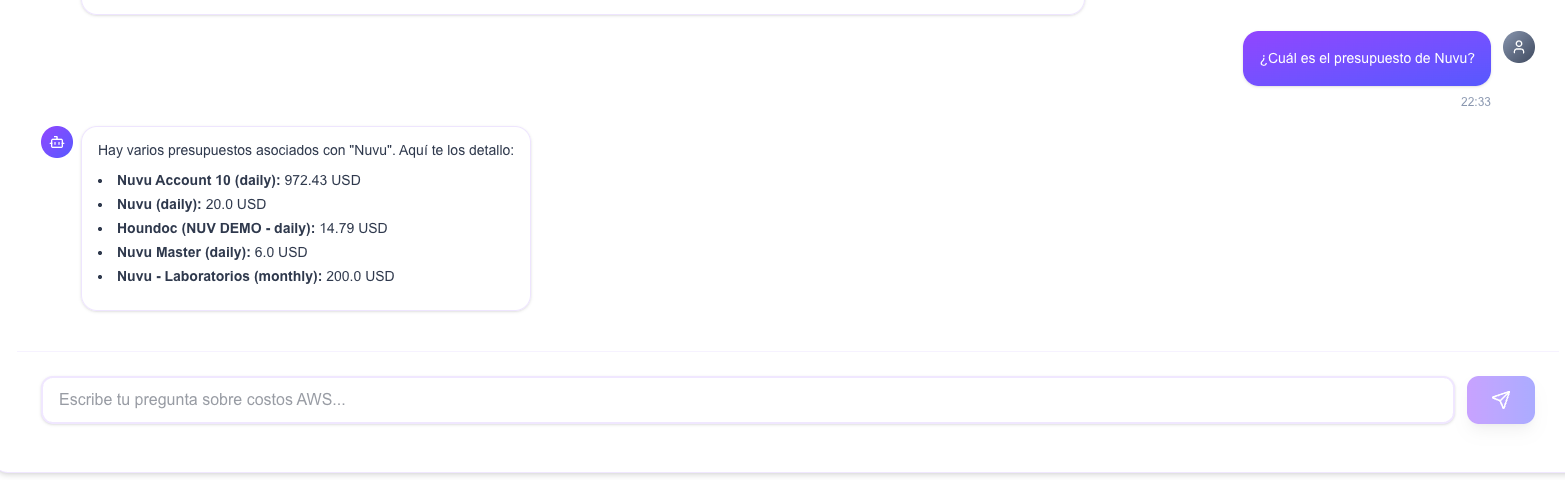 ¿Cuál es el presupuesto de Nuvu?
22:33
Hay varios presupuestos asociados con "Nuvu". Aquí te los detallo:
• Nuvu Account 10 (daily): 972.43 USD
• Nuvu (daily): 20.0 USD
• Houndoc (NUV DEMO - daily): 14.79 USD
• Nuvu Master (daily): 6.0 USD
• Nuvu - Laboratorios (monthly): 200.0 USD
Escribe tu pregunta sobre costos AWS...